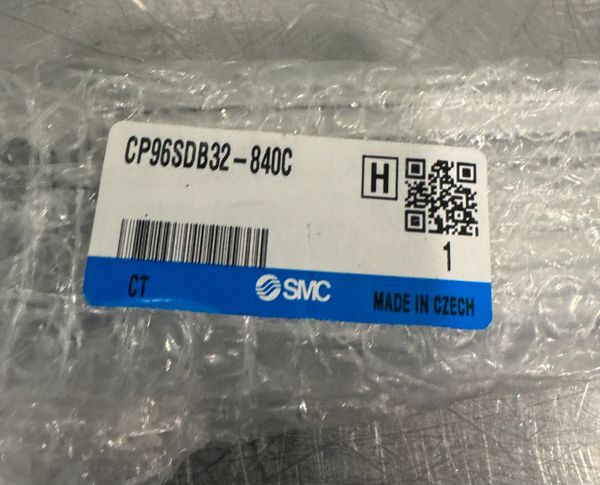 CP96SDB32-840C
H
1
CT
SMC
MADE IN CZECH